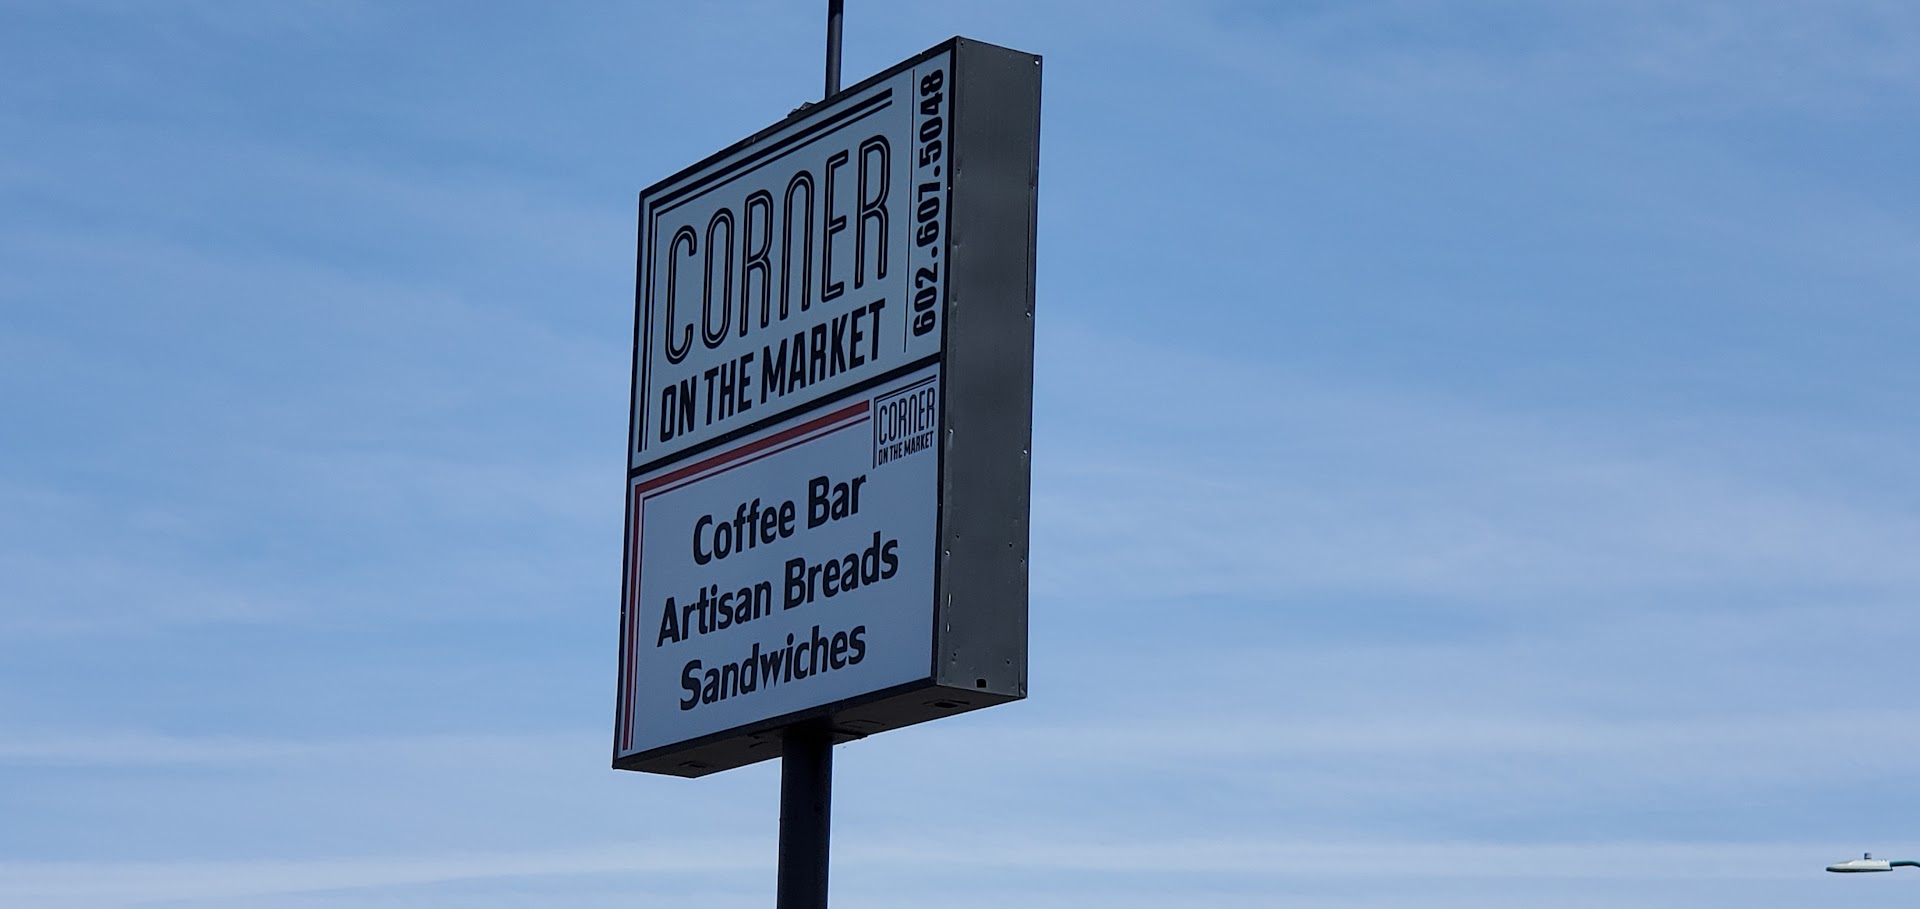 CORNER
ON THE MARKET
602.607.5048
CORNER
ON THE MARKET
Coffee Bar
Artisan Breads
Sandwiches